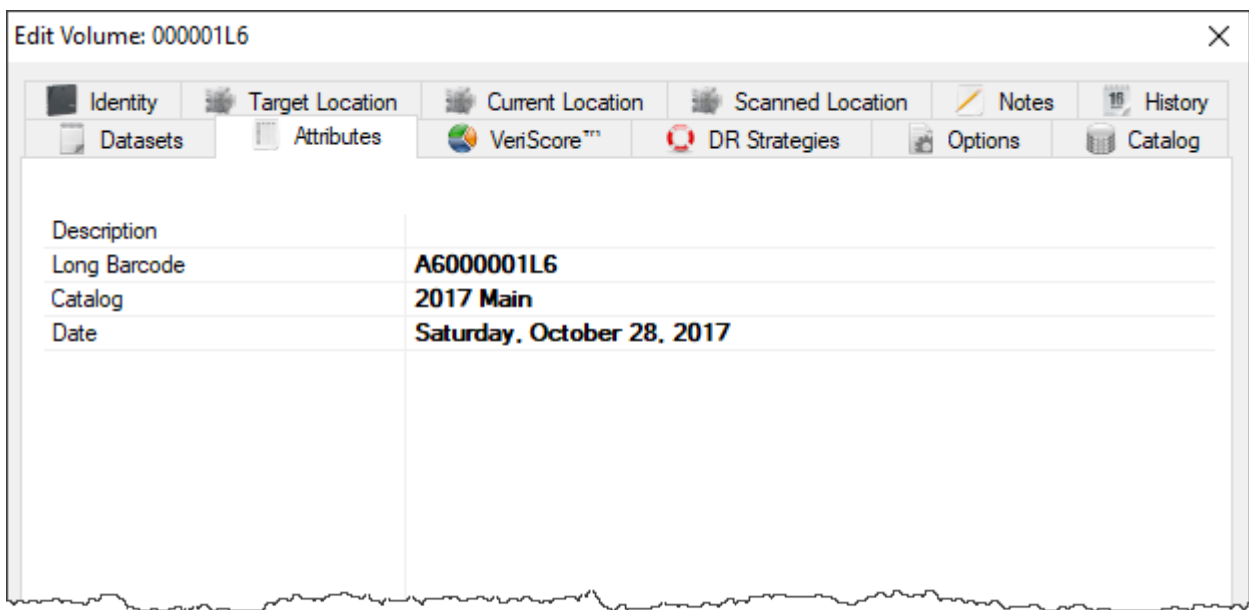 Edit Volume: 000001L6
Identity Target Location Current Location Scanned Location Notes 16 History
Datasets Attributes VeriScore™ DR Strategies Options Catalog
Description
Long Barcode A6000001L6
Catalog 2017 Main
Date Saturday, October 28, 2017